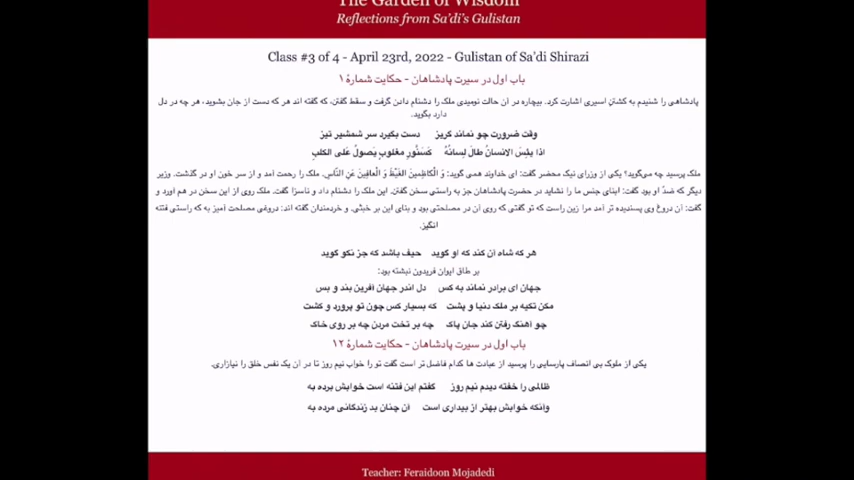 The Garden of Wisdom
Reflections from Sa'di's Gulistan
Class #3 of 4 - April 23rd, 2022 - Gulistan of Sa'di Shirazi
باب اول در سیرت پادشاهان - حکایت شمارهٔ ۱
پادشاهی را شنیدم به کشتن اسیری اشارت کرد. بیچاره در آن حالت نومیدی ملک را دشنام دادن گرفت و سقط گفتن، که گفته اند هر که دست از جان بشوید، هر چه در دل
دارد بگوید.
وقت ضرورت چو نماند گریز دست بگیرد سر شمشیر تیز
اذا یئِسَ الانسانُ طالَ لِسانُهُ کَسنَّورِ مغلوبٍ یَصولُ عَلی الکلبِ
ملک پرسید چه می‌گوید؟ یکی از وزرای نیک محضر گفت: ای خداوند همی گوید: وَ الْکاظِمینَ الغَیْظَ وَ الْعافِینَ عَنِ النّاسِ. ملک را رحمت آمد و از سر خون او در گذشت. وزیر
دیگر که ضدّ او بود گفت: ابنای جنس ما را نشاید در حضرت پادشاهان جز به راستی سخن گفتن. این ملک را دشنام داد و ناسزا گفت. ملک روی از این سخن در هم آورد و
گفت: آن دروغ وی پسندیده تر آمد مرا زین راست که تو گفتی که روی آن در مصلحتی بود و بنای این بر خبثی. و خردمندان گفته اند: دروغی مصلحت آمیز به که راستی فتنه
انگیز.
هر که شاه آن کند که او گوید حیف باشد که جز نکو گوید
بر طاق ایوان فریدون نبشته بود:
جهان ای برادر نماند به کس دل اندر جهان آفرین بند و بس
مکن تکیه بر ملک دنیا و پشت که بسیار کس چون تو پرورد و کشت
چو آهنگ رفتن کند جان پاک چه بر تخت مردن چه بر روی خاک
باب اول در سیرت پادشاهان - حکایت شمارهٔ ۱۲
یکی از ملوک بی انصاف پارسایی را پرسید از عبادت ها کدام فاضل تر است گفت تو را خواب نیم روز تا در آن یک نفس خلق را نیازاری.
ظالمی را خفته دیدم نیم روز گفتم این فتنه است خوابش برده به
وآنکه خوابش بهتر از بیداری است آن چنان بد زندگانی مرده به
Teacher: Feraidoon Mojadedi